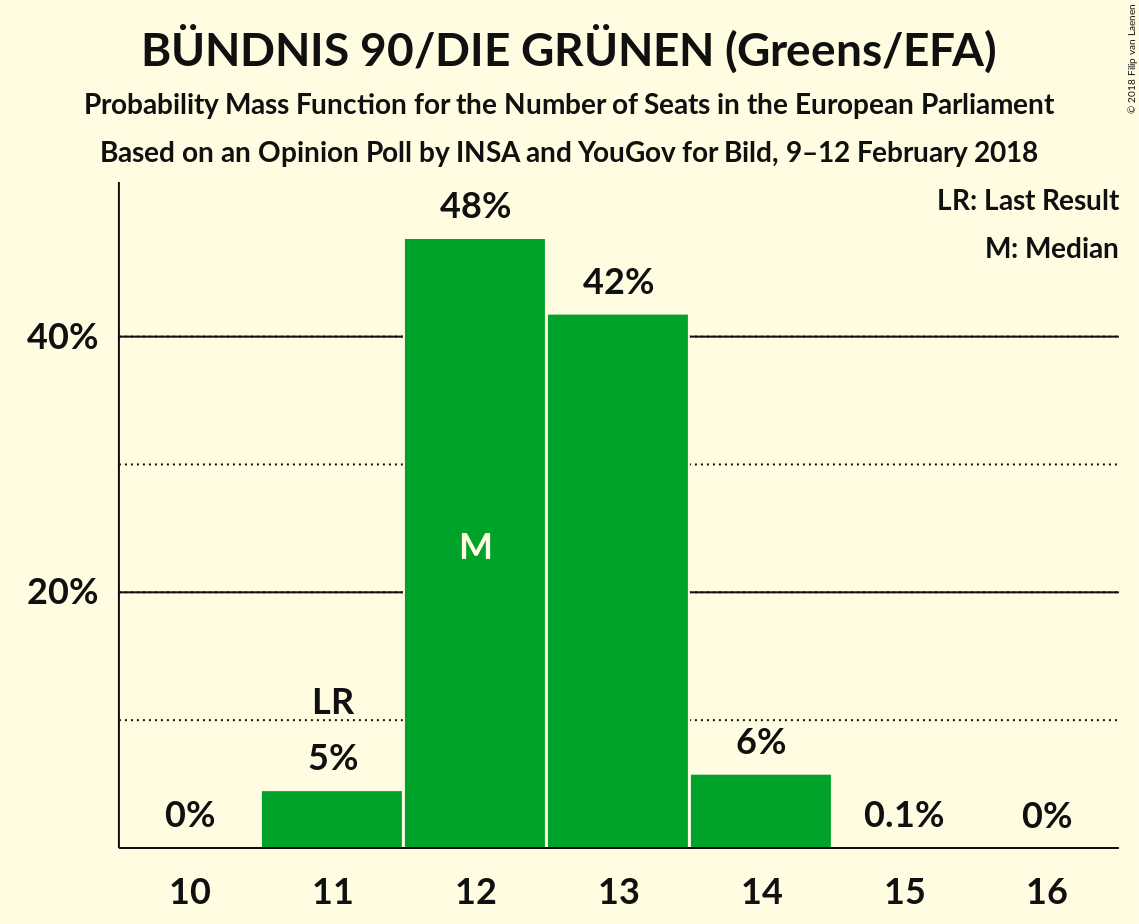 BÜNDNIS 90/DIE GRÜNEN (Greens/EFA)
Probability Mass Function for the Number of Seats in the European Parliament
Based on an Opinion Poll by INSA and YouGov for Bild, 9–12 February 2018
© 2018 Filip van Laenen
LR: Last Result
M: Median
48%
42%
40%
M
20%
LR
5%
6%
0%
0.1%
0%
10 11 12 13 14 15 16